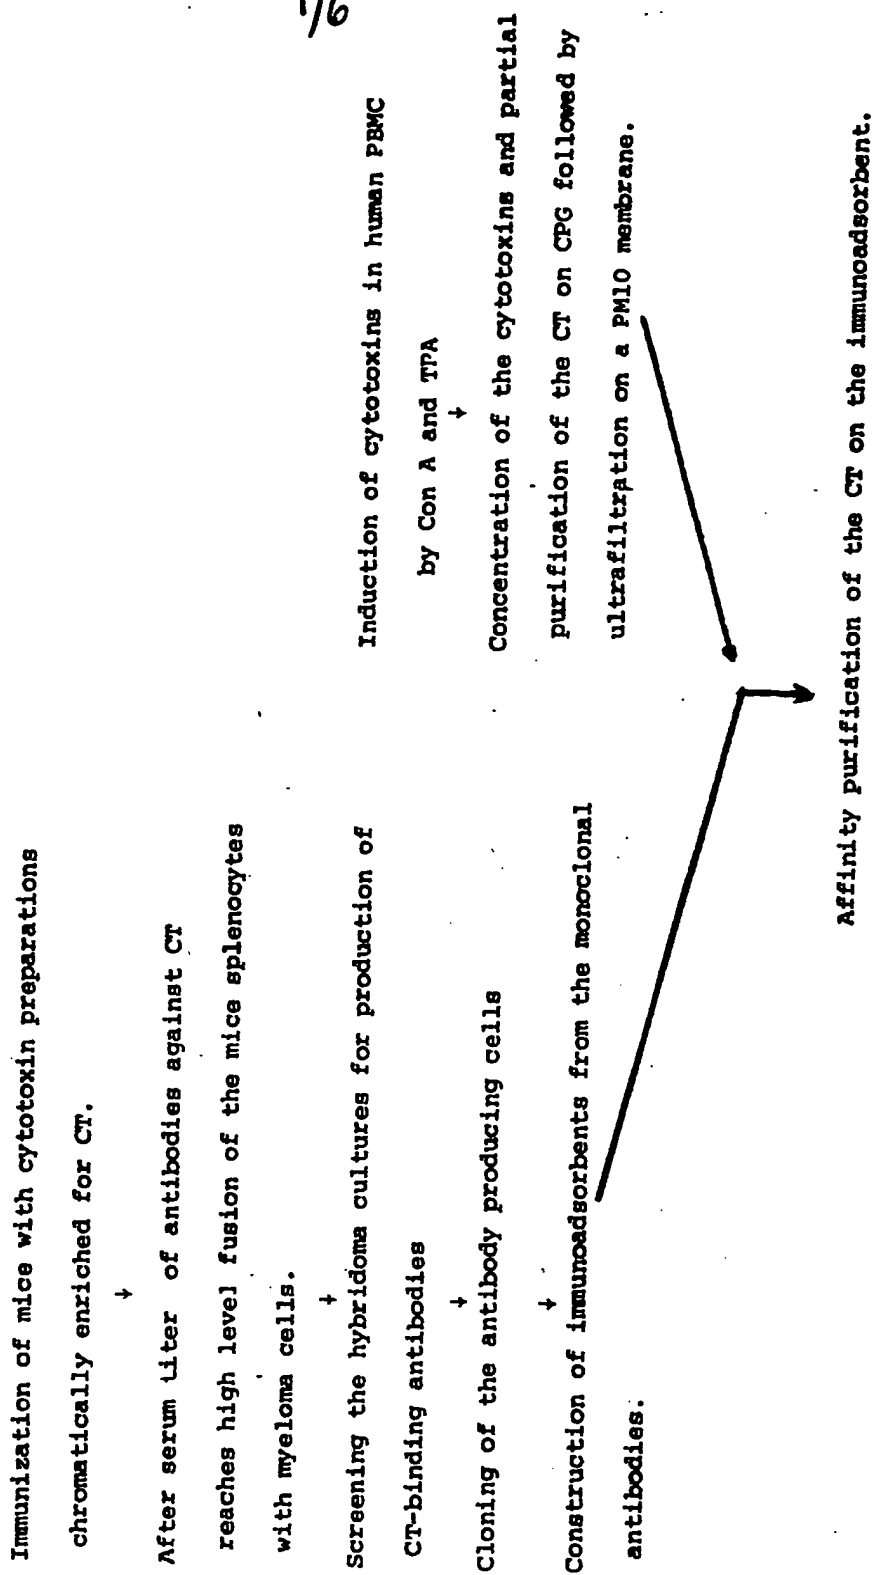 1/6
Immunization of mice with cytotoxin preparations
chromatically enriched for CT.
↓
After serum titer of antibodies against CT
reaches high level fusion of the mice splenocytes
with myeloma cells.
↓
Screening the hybridoma cultures for production of
CT-binding antibodies
↓
Cloning of the antibody producing cells
↓
Construction of immunoadsorbents from the monoclonal
antibodies.
Induction of cytotoxins in human PBMC
by Con A and TPA
↓
Concentration of the cytotoxins and partial
purification of the CT on CPG followed by
ultrafiltration on a PM10 membrane.
Affinity purification of the CT on the immunoadsorbent.